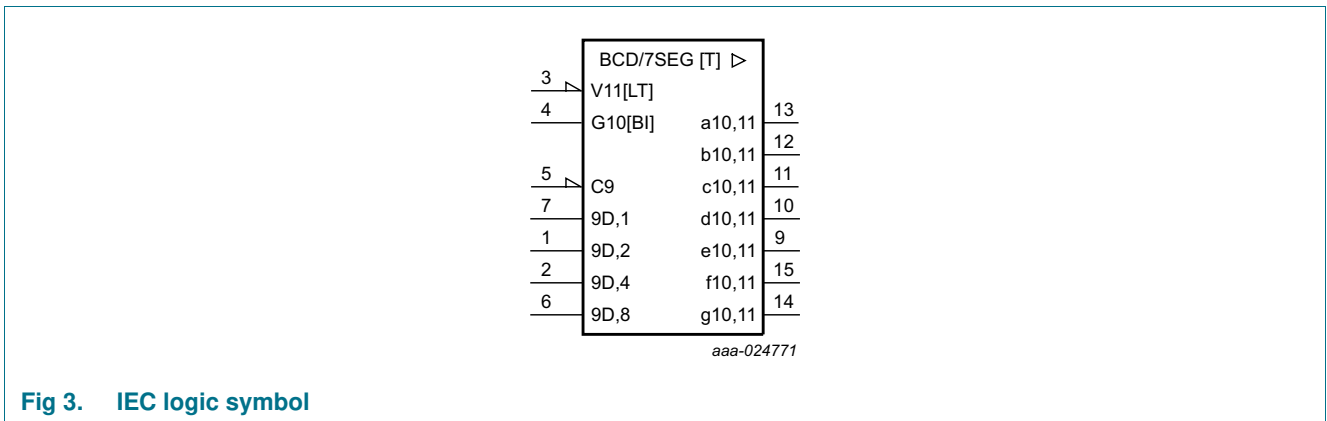 BCD/7SEG [T] ▷
3 V11[LT]
4 G10[BI] a10,11 13
b10,11 12
5 C9 c10,11 11
7 9D,1 d10,11 10
1 9D,2 e10,11 9
2 9D,4 f10,11 15
6 9D,8 g10,11 14
aaa-024771
Fig 3. IEC logic symbol